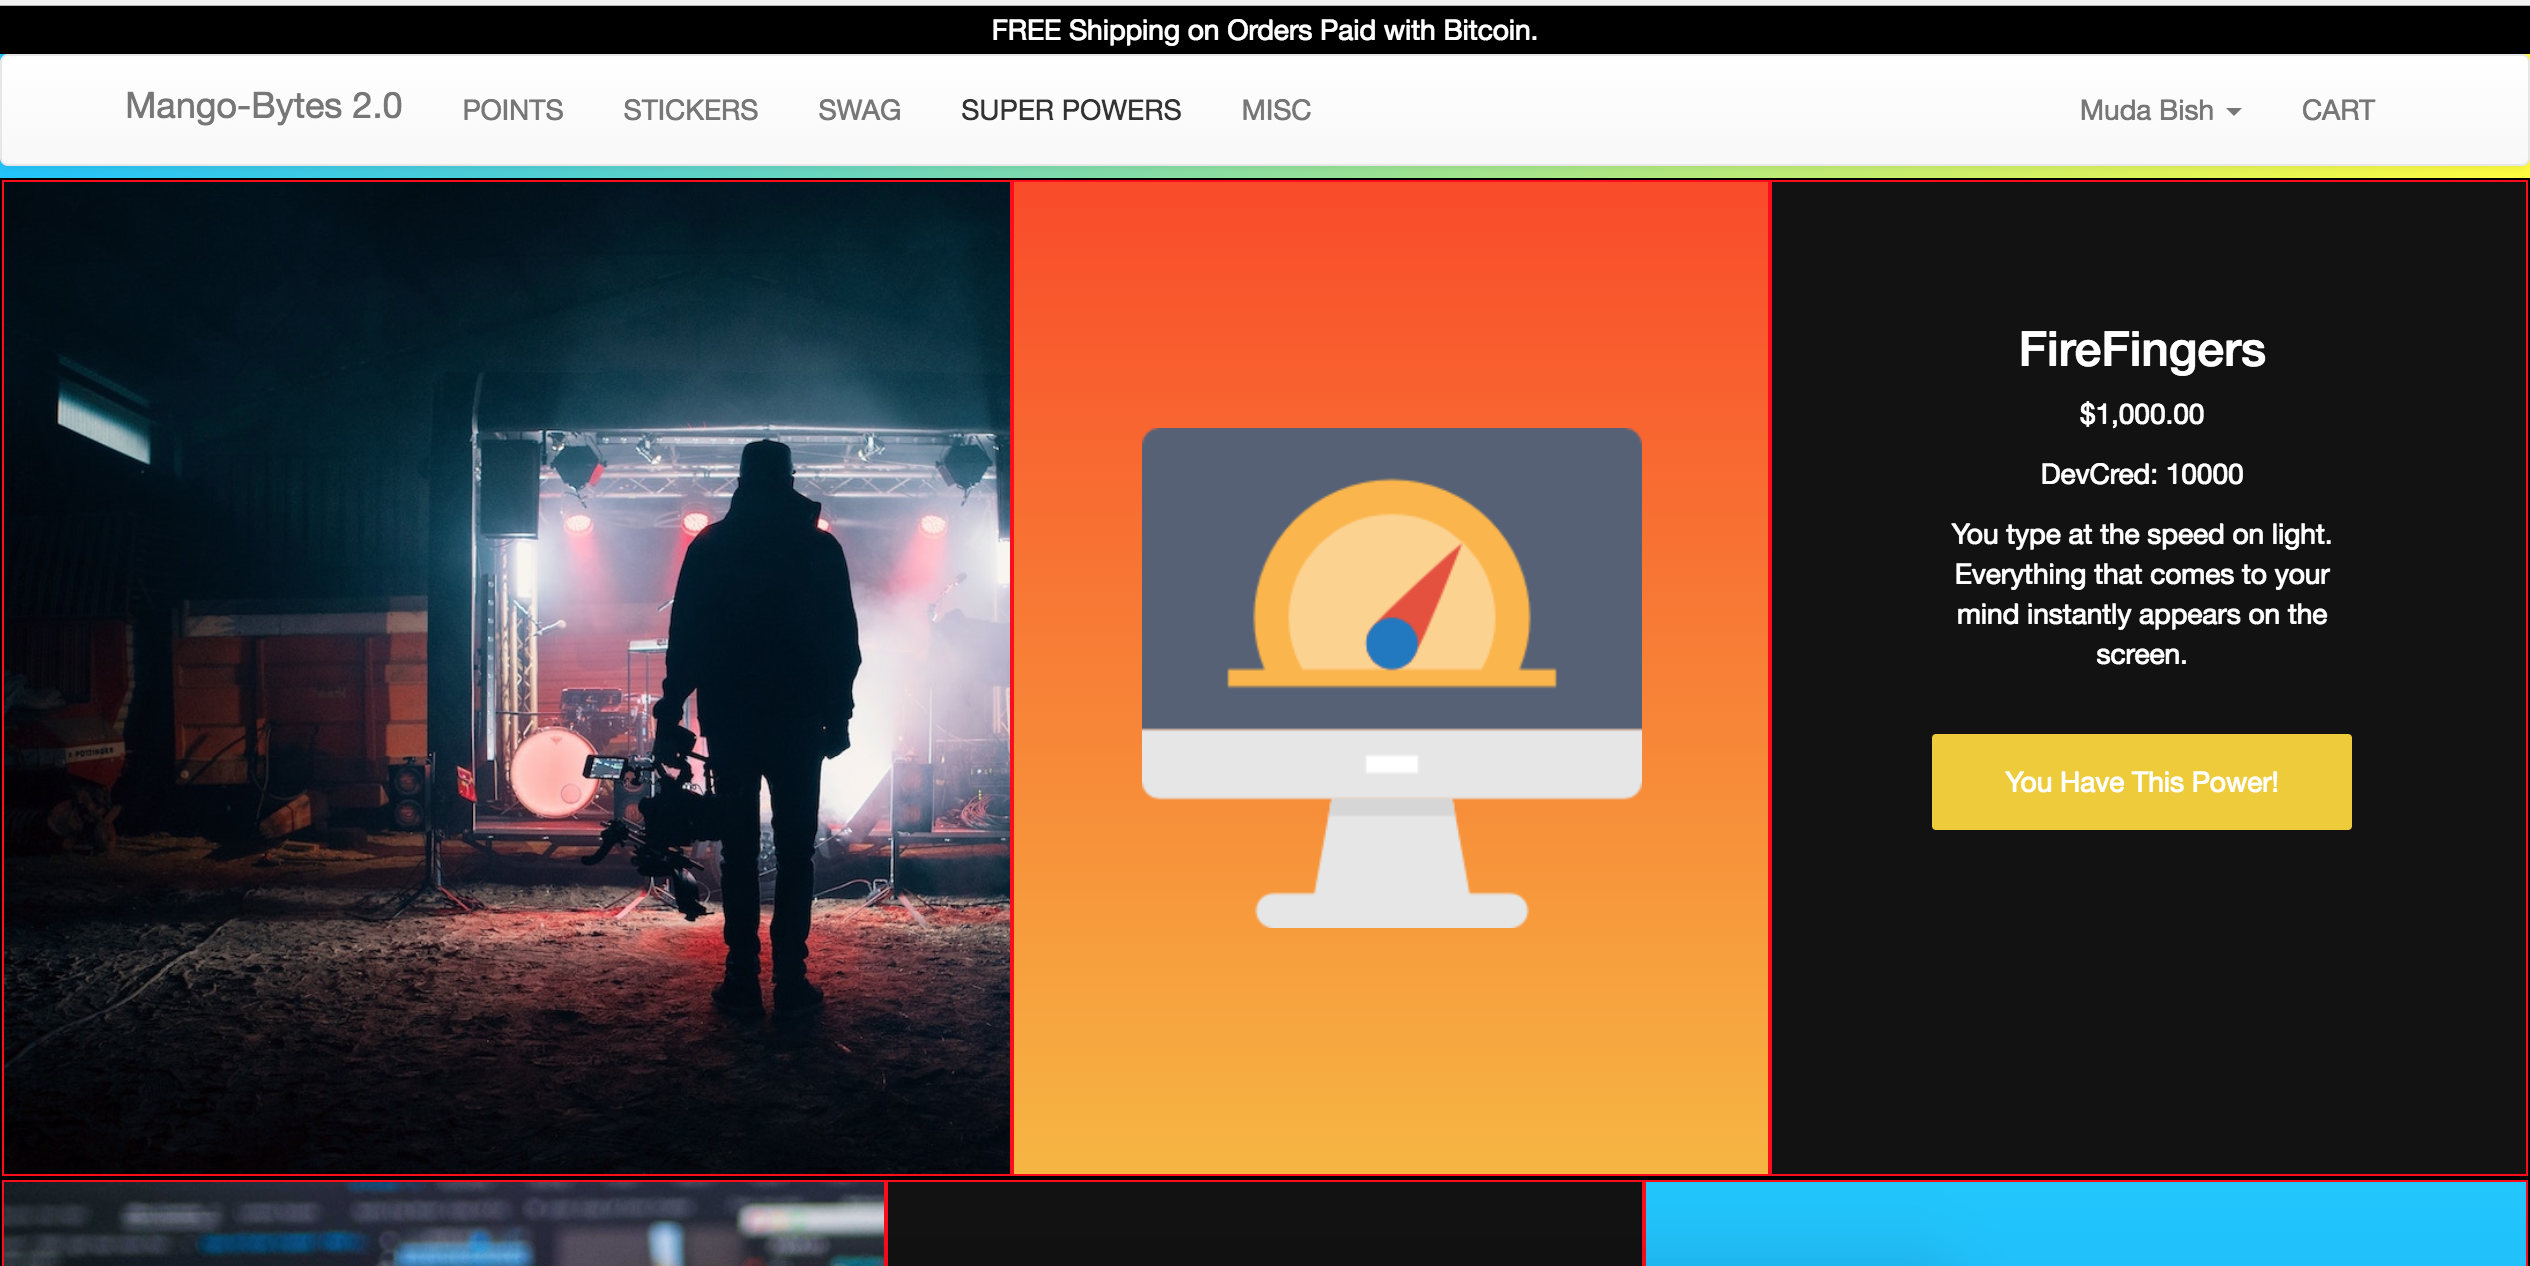 FREE Shipping on Orders Paid with Bitcoin.
Mango-Bytes 2.0 POINTS STICKERS SWAG SUPER POWERS MISC Muda Bish CART
FireFingers
$1,000.00
DevCred: 10000
You type at the speed on light.
Everything that comes to your
mind instantly appears on the
screen.
You Have This Power!